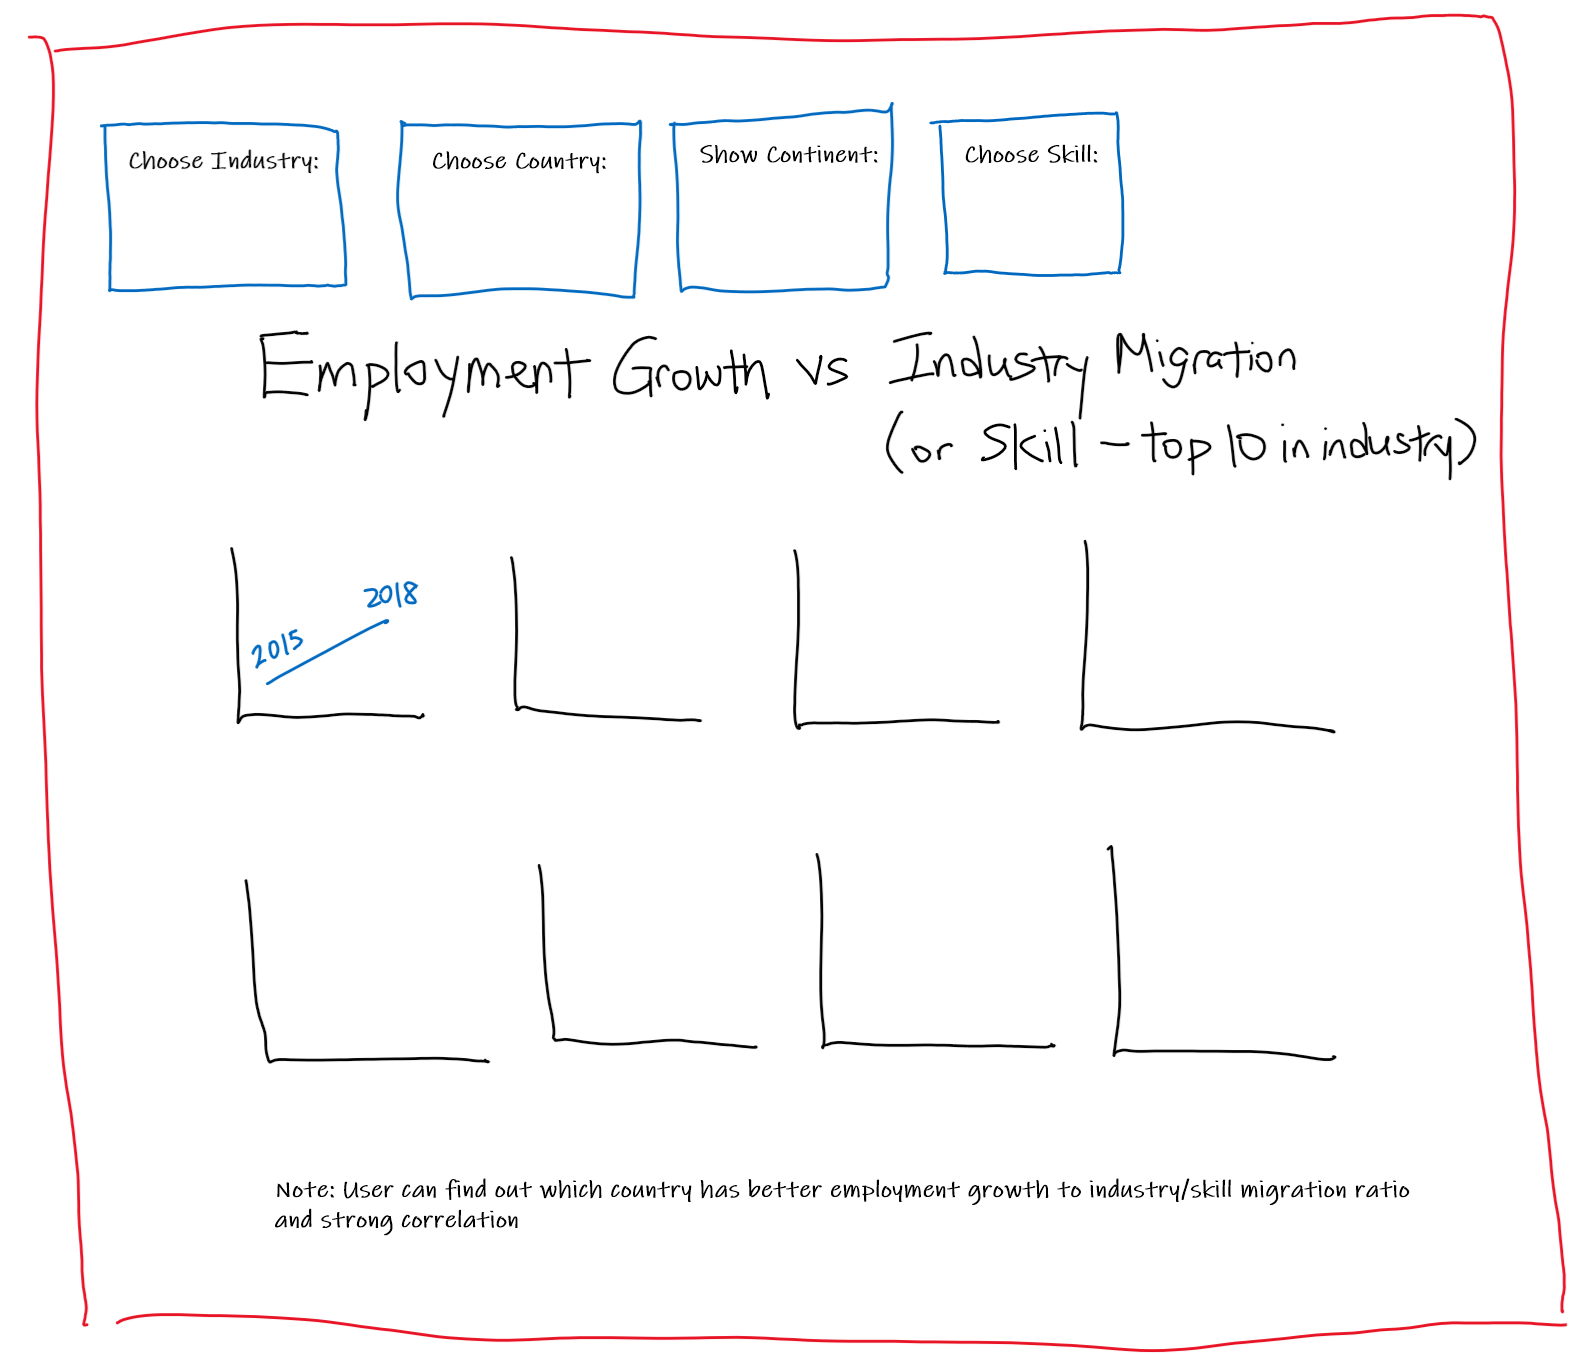 Choose Industry:
Choose Country:
Show Continent:
Choose Skill:
Employment Growth vs Industry Migration
(or Skill - top 10 in industry)
2015
2018
Note: User can find out which country has better employment growth to industry/skill migration ratio
and strong correlation